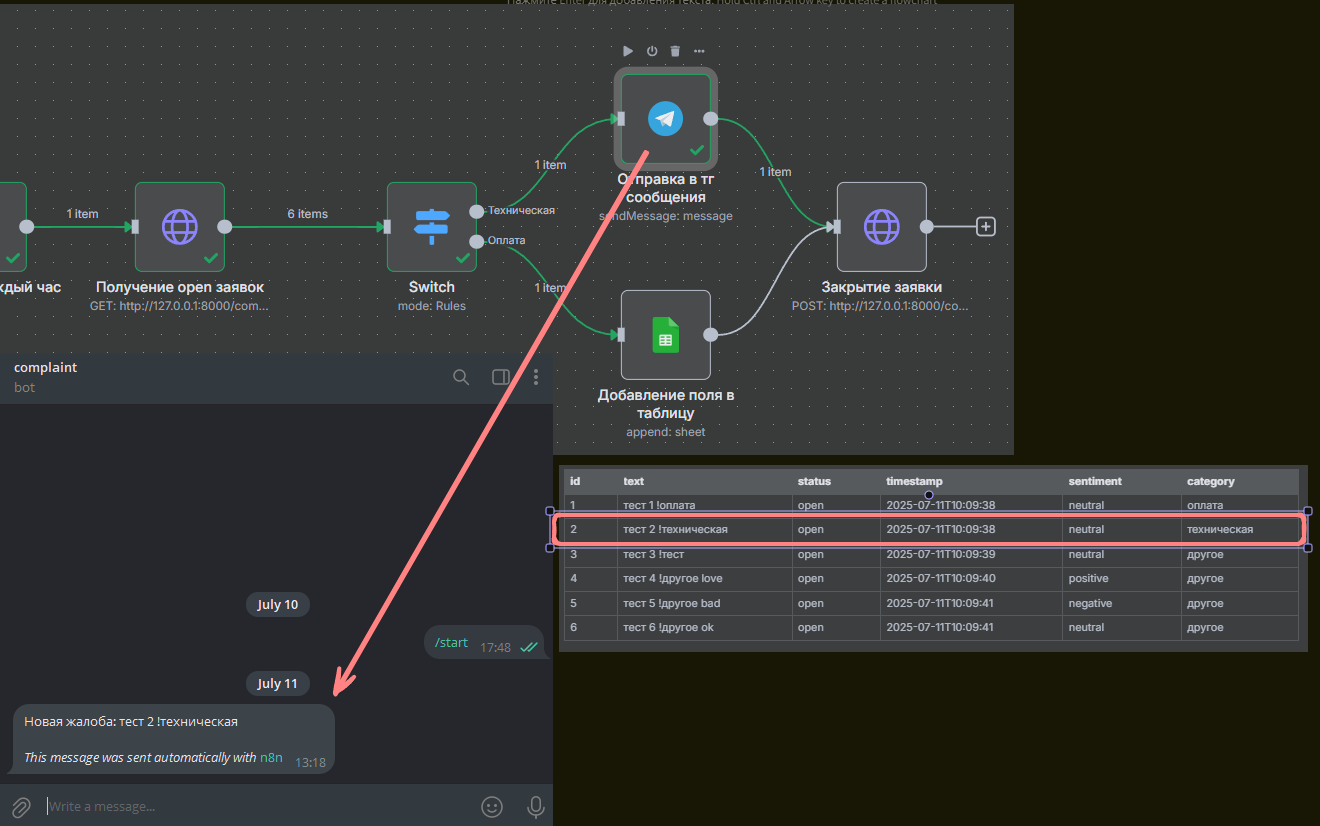 Нажмите Enter для добавления текста. Hold Ctrl and Arrow key to create a flowchart
1 item
6 items
1 item
1 item
1 item
Техническая
Оплата
ждый час
Получение open заявок
GET: http://127.0.0.1:8000/com...
Switch
mode: Rules
Отправка в тг
сообщения
sendMessage: message
Добавление поля в
таблицу
append: sheet
Закрытие заявки
POST: http://127.0.0.1:8000/co...
complaint
bot
July 10
/start 17:48
July 11
Новая жалоба: тест 2 !техническая
This message was sent automatically with n8n 13:18
Write a message...
id text status timestamp sentiment category
1 тест 1 !оплата open 2025-07-11T10:09:38 neutral оплата
2 тест 2 !техническая open 2025-07-11T10:09:38 neutral техническая
3 тест 3 !тест open 2025-07-11T10:09:39 neutral другое
4 тест 4 !другое love open 2025-07-11T10:09:40 positive другое
5 тест 5 !другое bad open 2025-07-11T10:09:41 negative другое
6 тест 6 !другое ok open 2025-07-11T10:09:41 neutral другое